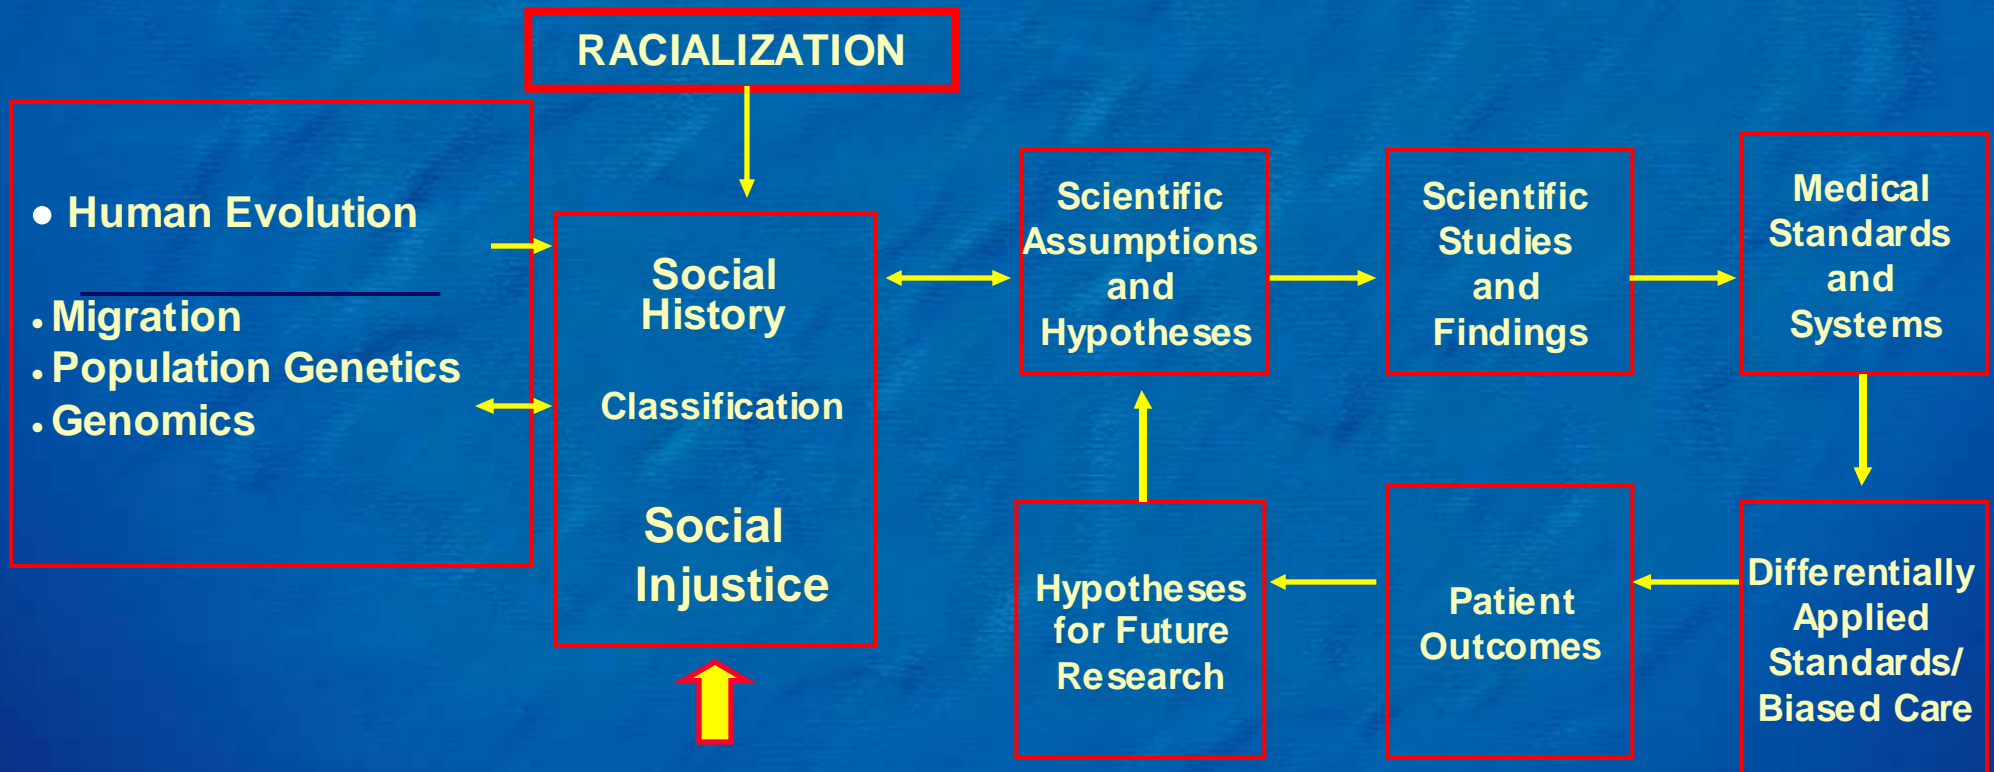 RACIALIZATION
● Human Evolution
• Migration
• Population Genetics
• Genomics
Social
History
Classification
Social
Injustice
Scientific
Assumptions
and
Hypotheses
Scientific
Studies
and
Findings
Medical
Standards
and
Systems
Hypotheses
for Future
Research
Patient
Outcomes
Differentially
Applied
Standards/
Biased Care